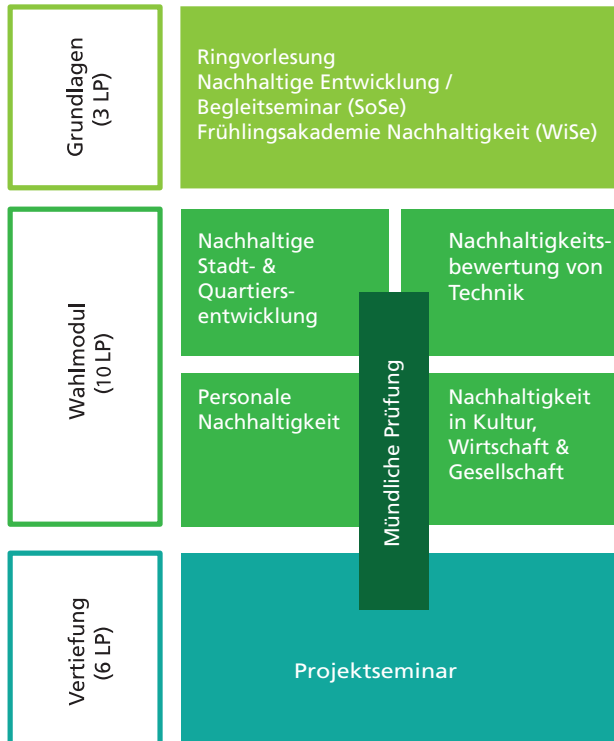 Grundlagen
(3 LP)
Ringvorlesung
Nachhaltige Entwicklung /
Begleitseminar (SoSe)
Frühlingsakademie Nachhaltigkeit (WiSe)
Wahlmodul
(10 LP)
Nachhaltige
Stadt- &
Quartiers-
entwicklung
Nachhaltigkeits-
bewertung von
Technik
Personale
Nachhaltigkeit
Nachhaltigkeit
in Kultur,
Wirtschaft &
Gesellschaft
Mündliche Prüfung
Vertiefung
(6 LP)
Projektseminar